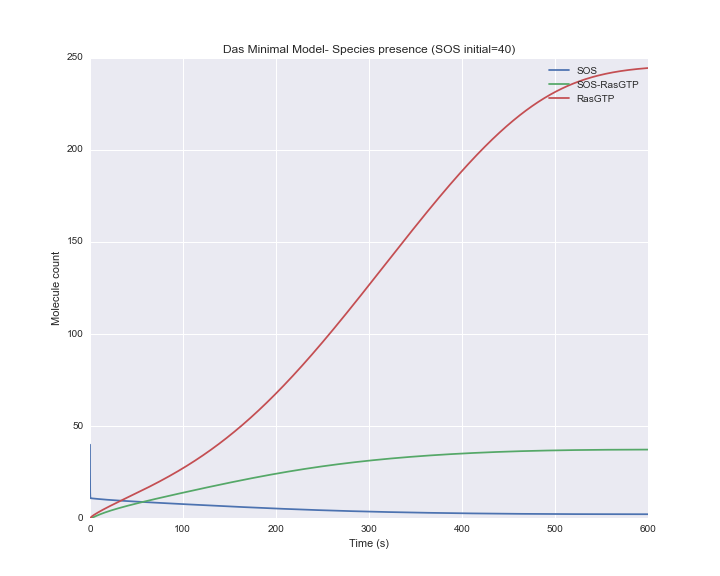 Das Minimal Model- Species presence (SOS initial=40)
250
SOS
SOS-RasGTP
RasGTP
200
150
Molecule count
100
50
0
0 100 200 300 400 500 600
Time (s)